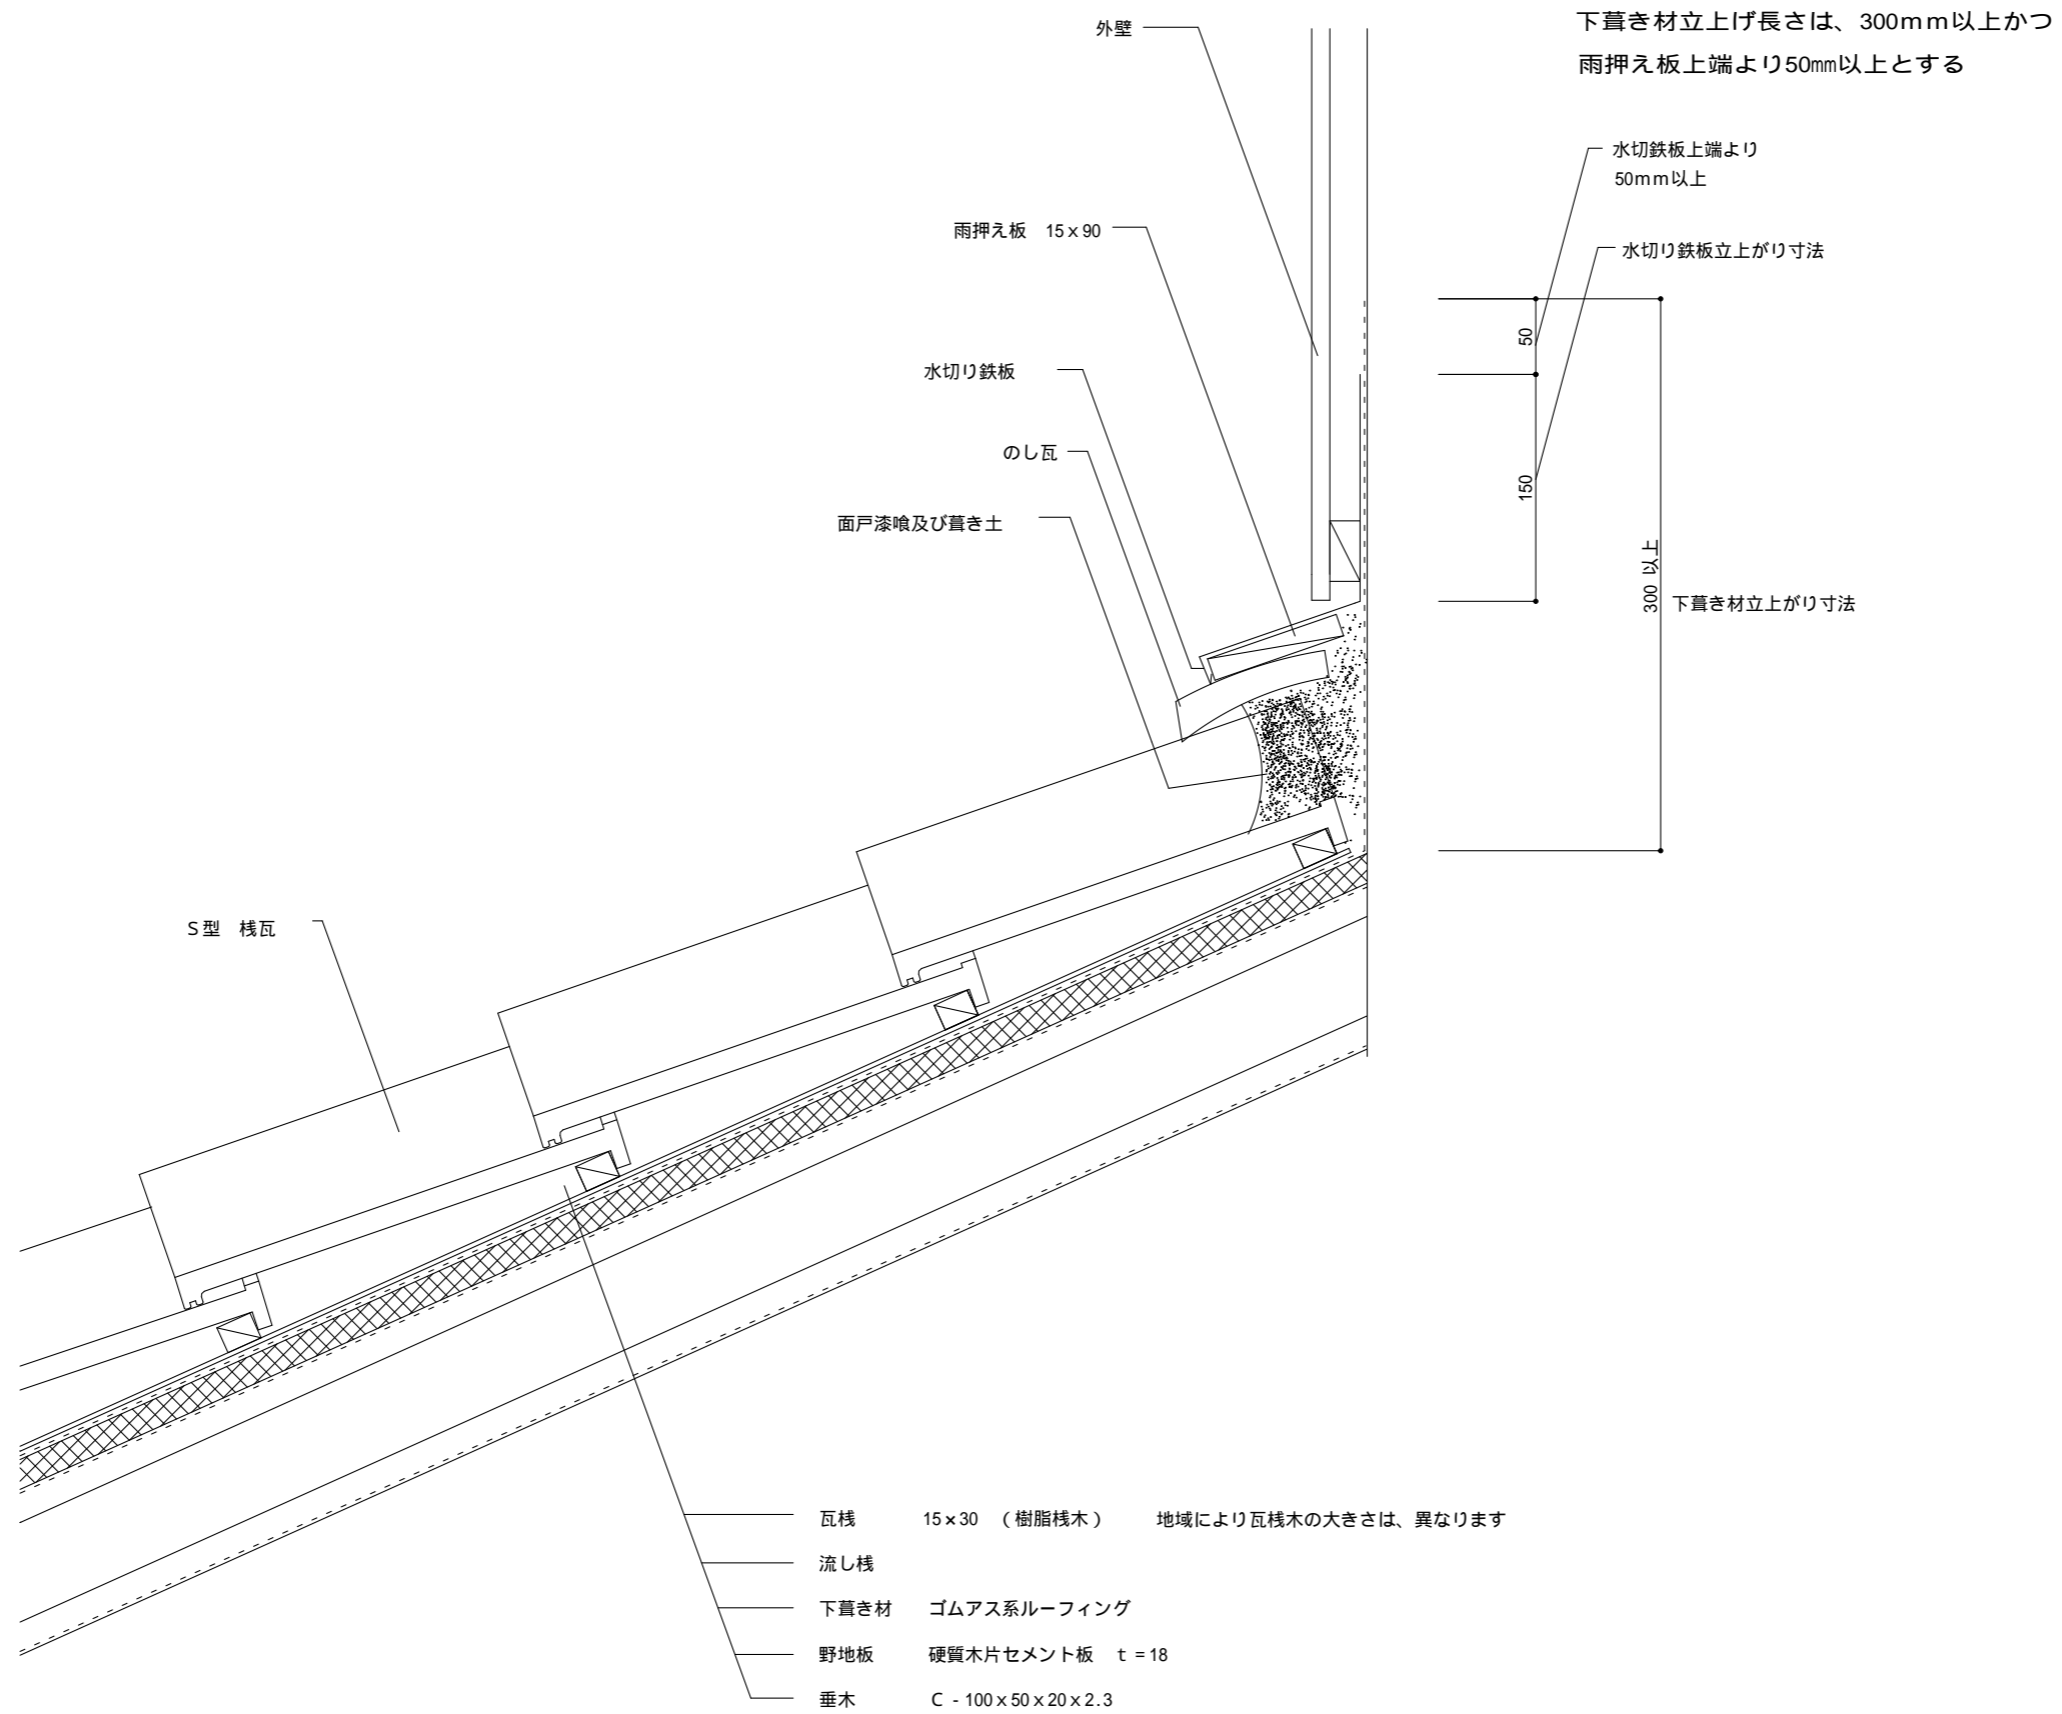 下葺き材立上げ長さは、300ｍｍ以上かつ
雨押え板上端より50㎜以上とする
外壁
水切鉄板上端より
50ｍｍ以上
雨押え板　15ｘ90
水切り鉄板立上がり寸法
50
水切り鉄板
のし瓦
150
面戸漆喰及び葺き土
300 以上
下葺き材立上がり寸法
Ｓ型　桟瓦
瓦桟　15ｘ30　（樹脂桟木）　地域により瓦桟木の大きさは、異なります
流し桟
下葺き材　ゴムアス系ルーフィング
野地板　硬質木片セメント板　ｔ=18
垂木　Ｃ - 100ｘ50ｘ20ｘ2.3